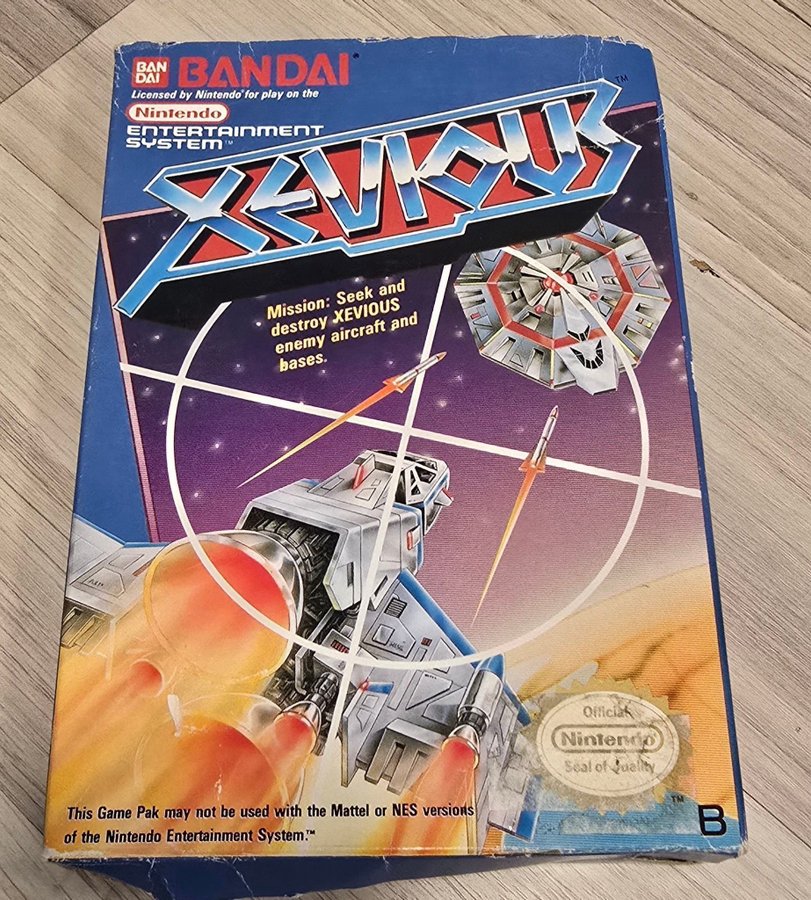 BAN
DAI
BANDAI
Licensed by Nintendo® for play on the
Nintendo
ENTERTAINMENT
SYSTEM™
XEVIOUS™
Mission: Seek and
destroy XEVIOUS
enemy aircraft and
bases.
Official
Nintendo
Seal of Quality
This Game Pak may not be used with the Mattel or NES versions
of the Nintendo Entertainment System.™
TM
B